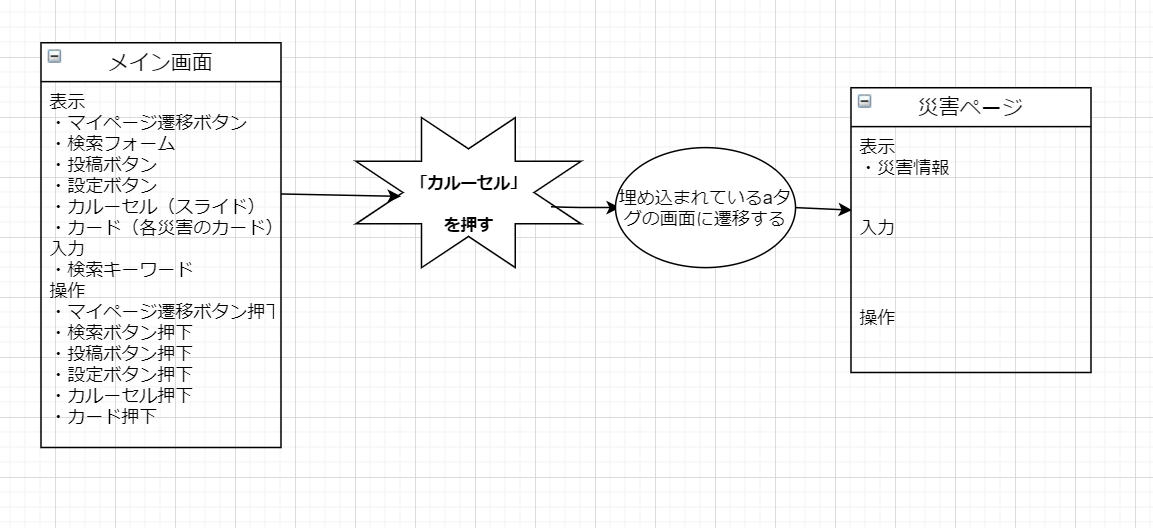 メイン画面
表示
・マイページ遷移ボタン
・検索フォーム
・投稿ボタン
・設定ボタン
・カルーセル（スライド）
・カード（各災害のカード）
入力
・検索キーワード
操作
・マイページ遷移ボタン押下
・検索ボタン押下
・投稿ボタン押下
・設定ボタン押下
・カルーセル押下
・カード押下
「カルーセル」
を押す
埋め込まれているaタ
グの画面に遷移する
災害ページ
表示
・災害情報
入力
操作